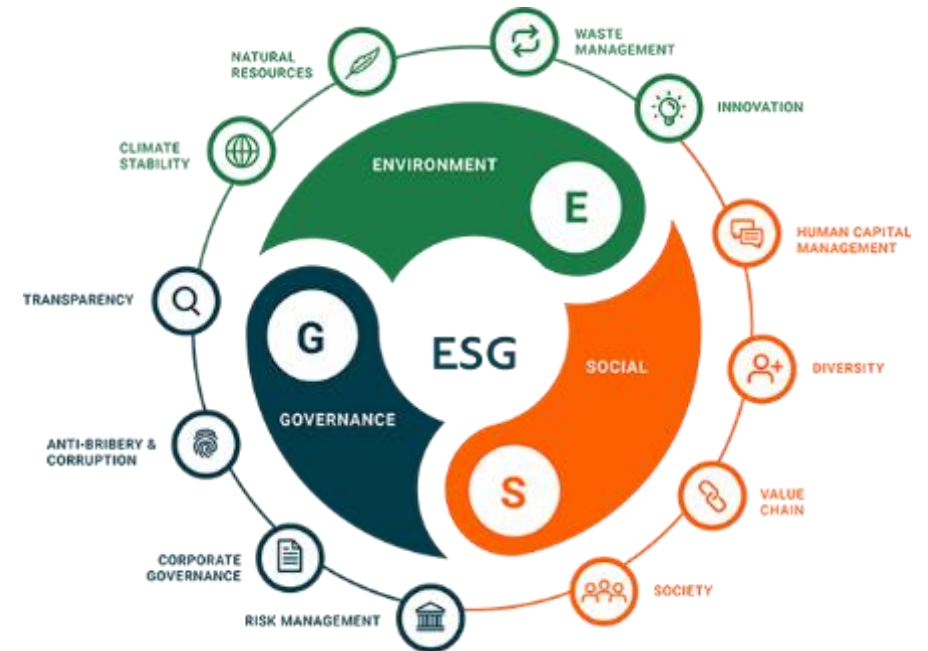 NATURAL
RESOURCES
WASTE
MANAGEMENT
INNOVATION
CLIMATE
STABILITY
ENVIRONMENT
E
HUMAN CAPITAL
MANAGEMENT
TRANSPARENCY
G
ESG
SOCIAL
DIVERSITY
GOVERNANCE
ANTI-BRIBERY &
CORRUPTION
S
VALUE
CHAIN
CORPORATE
GOVERNANCE
SOCIETY
RISK MANAGEMENT